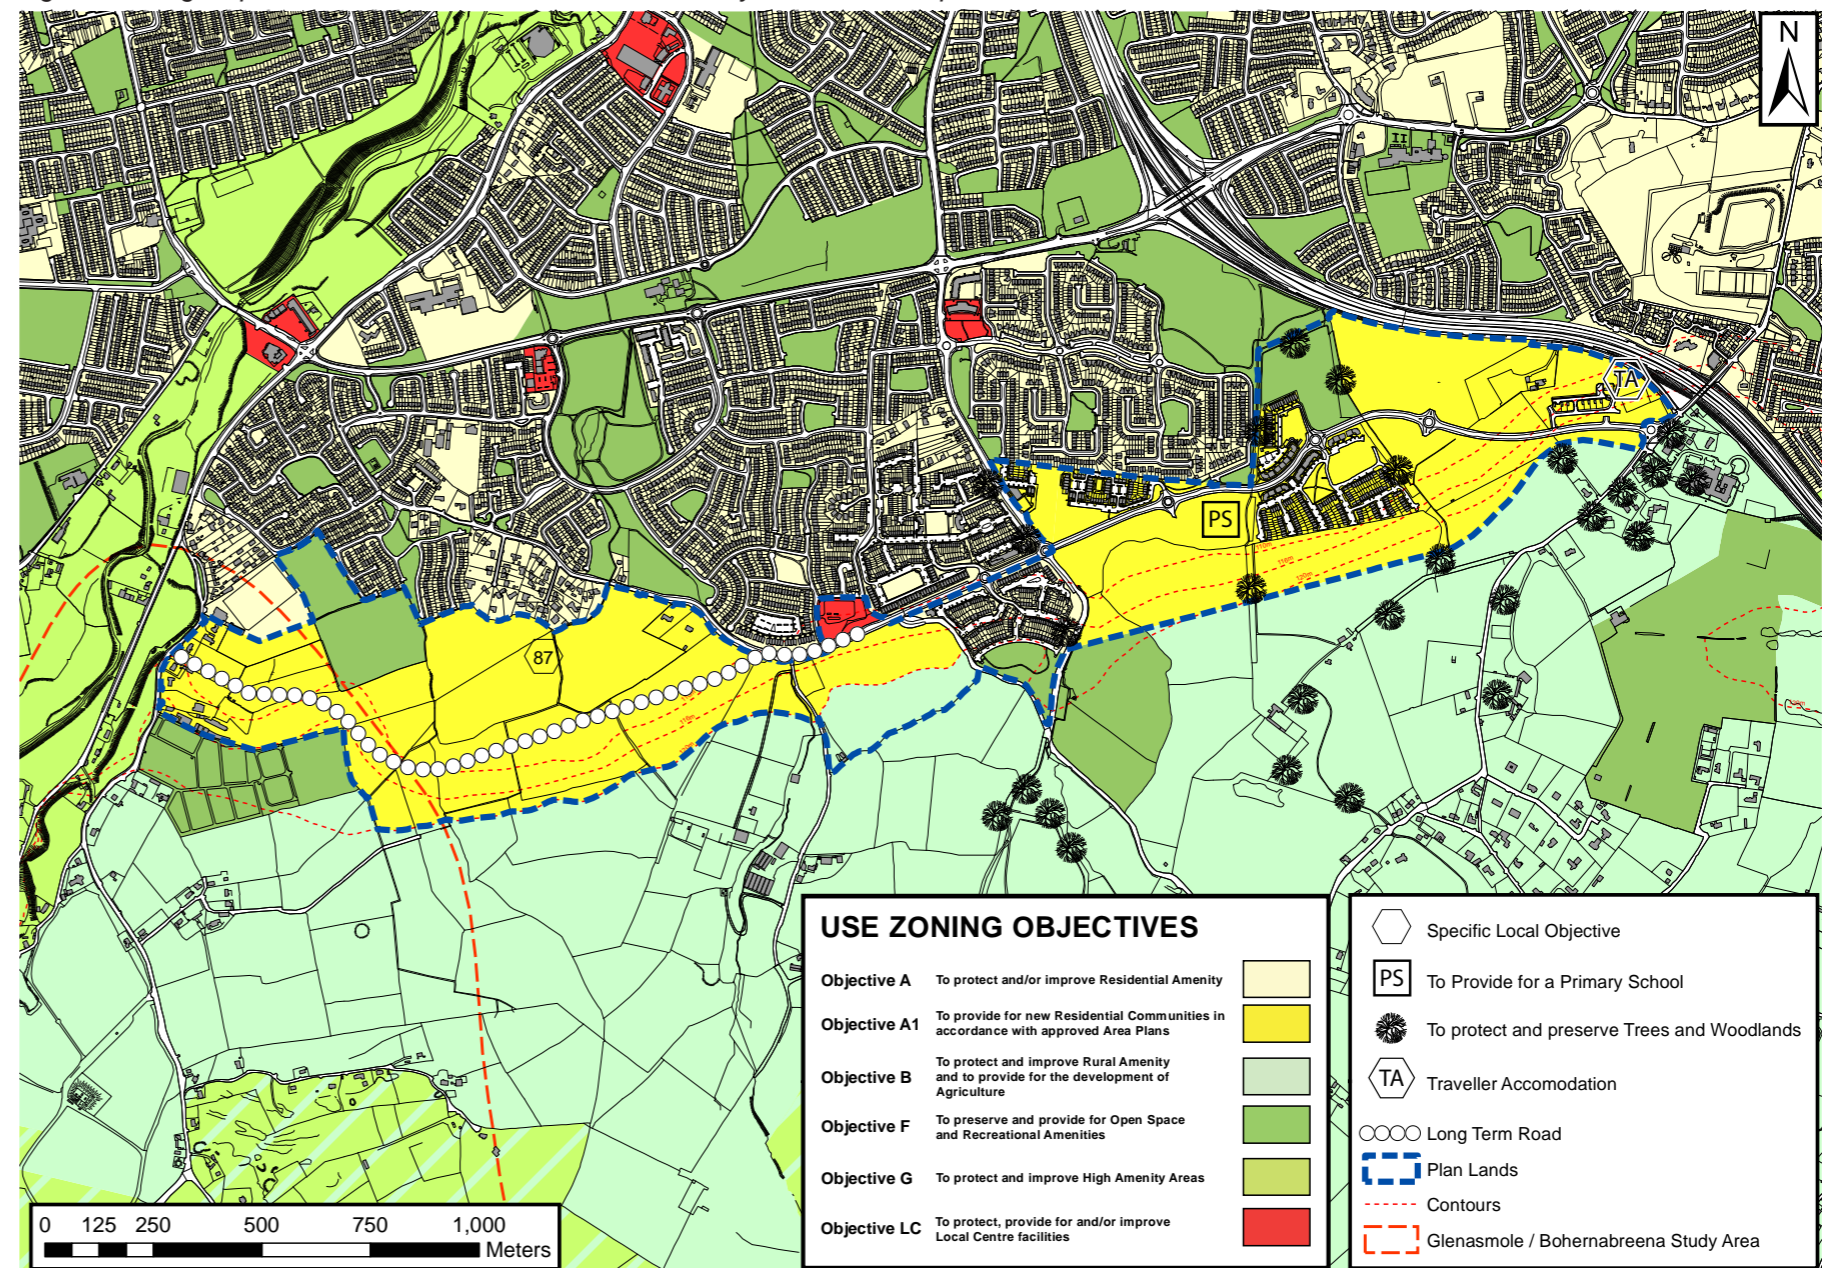 N
TA
PS
87
110m
116m
120m
116m
USE ZONING OBJECTIVES
Objective A To protect and/or improve Residential Amenity
Objective A1 To provide for new Residential Communities in
accordance with approved Area Plans
Objective B To protect and improve Rural Amenity
and to provide for the development of
Agriculture
Objective F To preserve and provide for Open Space
and Recreational Amenities
Objective G To protect and improve High Amenity Areas
Objective LC To protect, provide for and/or improve
Local Centre facilities
Specific Local Objective
PS To Provide for a Primary School
To protect and preserve Trees and Woodlands
TA Traveller Accomodation
Long Term Road
Plan Lands
Contours
Glenasmole / Bohernabreena Study Area
0 125 250 500 750 1,000
Meters